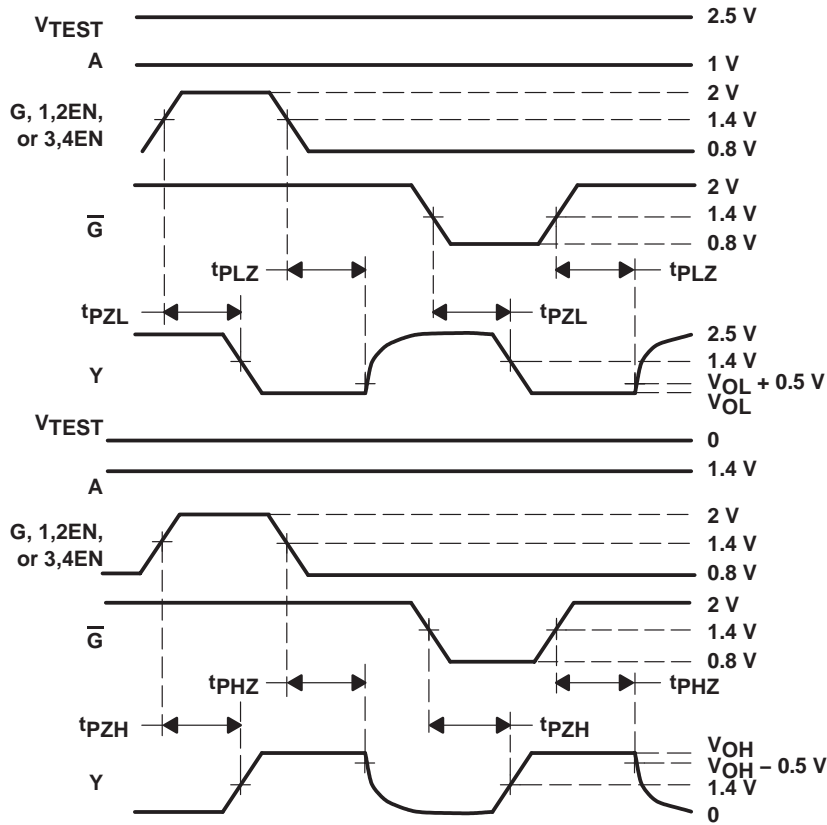 VTEST 2.5 V
A 1 V
2 V
G, 1,2EN, 1.4 V
or 3,4EN 0.8 V
2 V
G 1.4 V
0.8 V
tPLZ tPLZ
tPZL tPZL
2.5 V
1.4 V
Y VOL + 0.5 V
VOL
VTEST 0
A 1.4 V
2 V
G, 1,2EN, 1.4 V
or 3,4EN 0.8 V
2 V
G 1.4 V
0.8 V
tPHZ tPHZ
tPZH tPZH
VOH
VOH – 0.5 V
Y 1.4 V
0